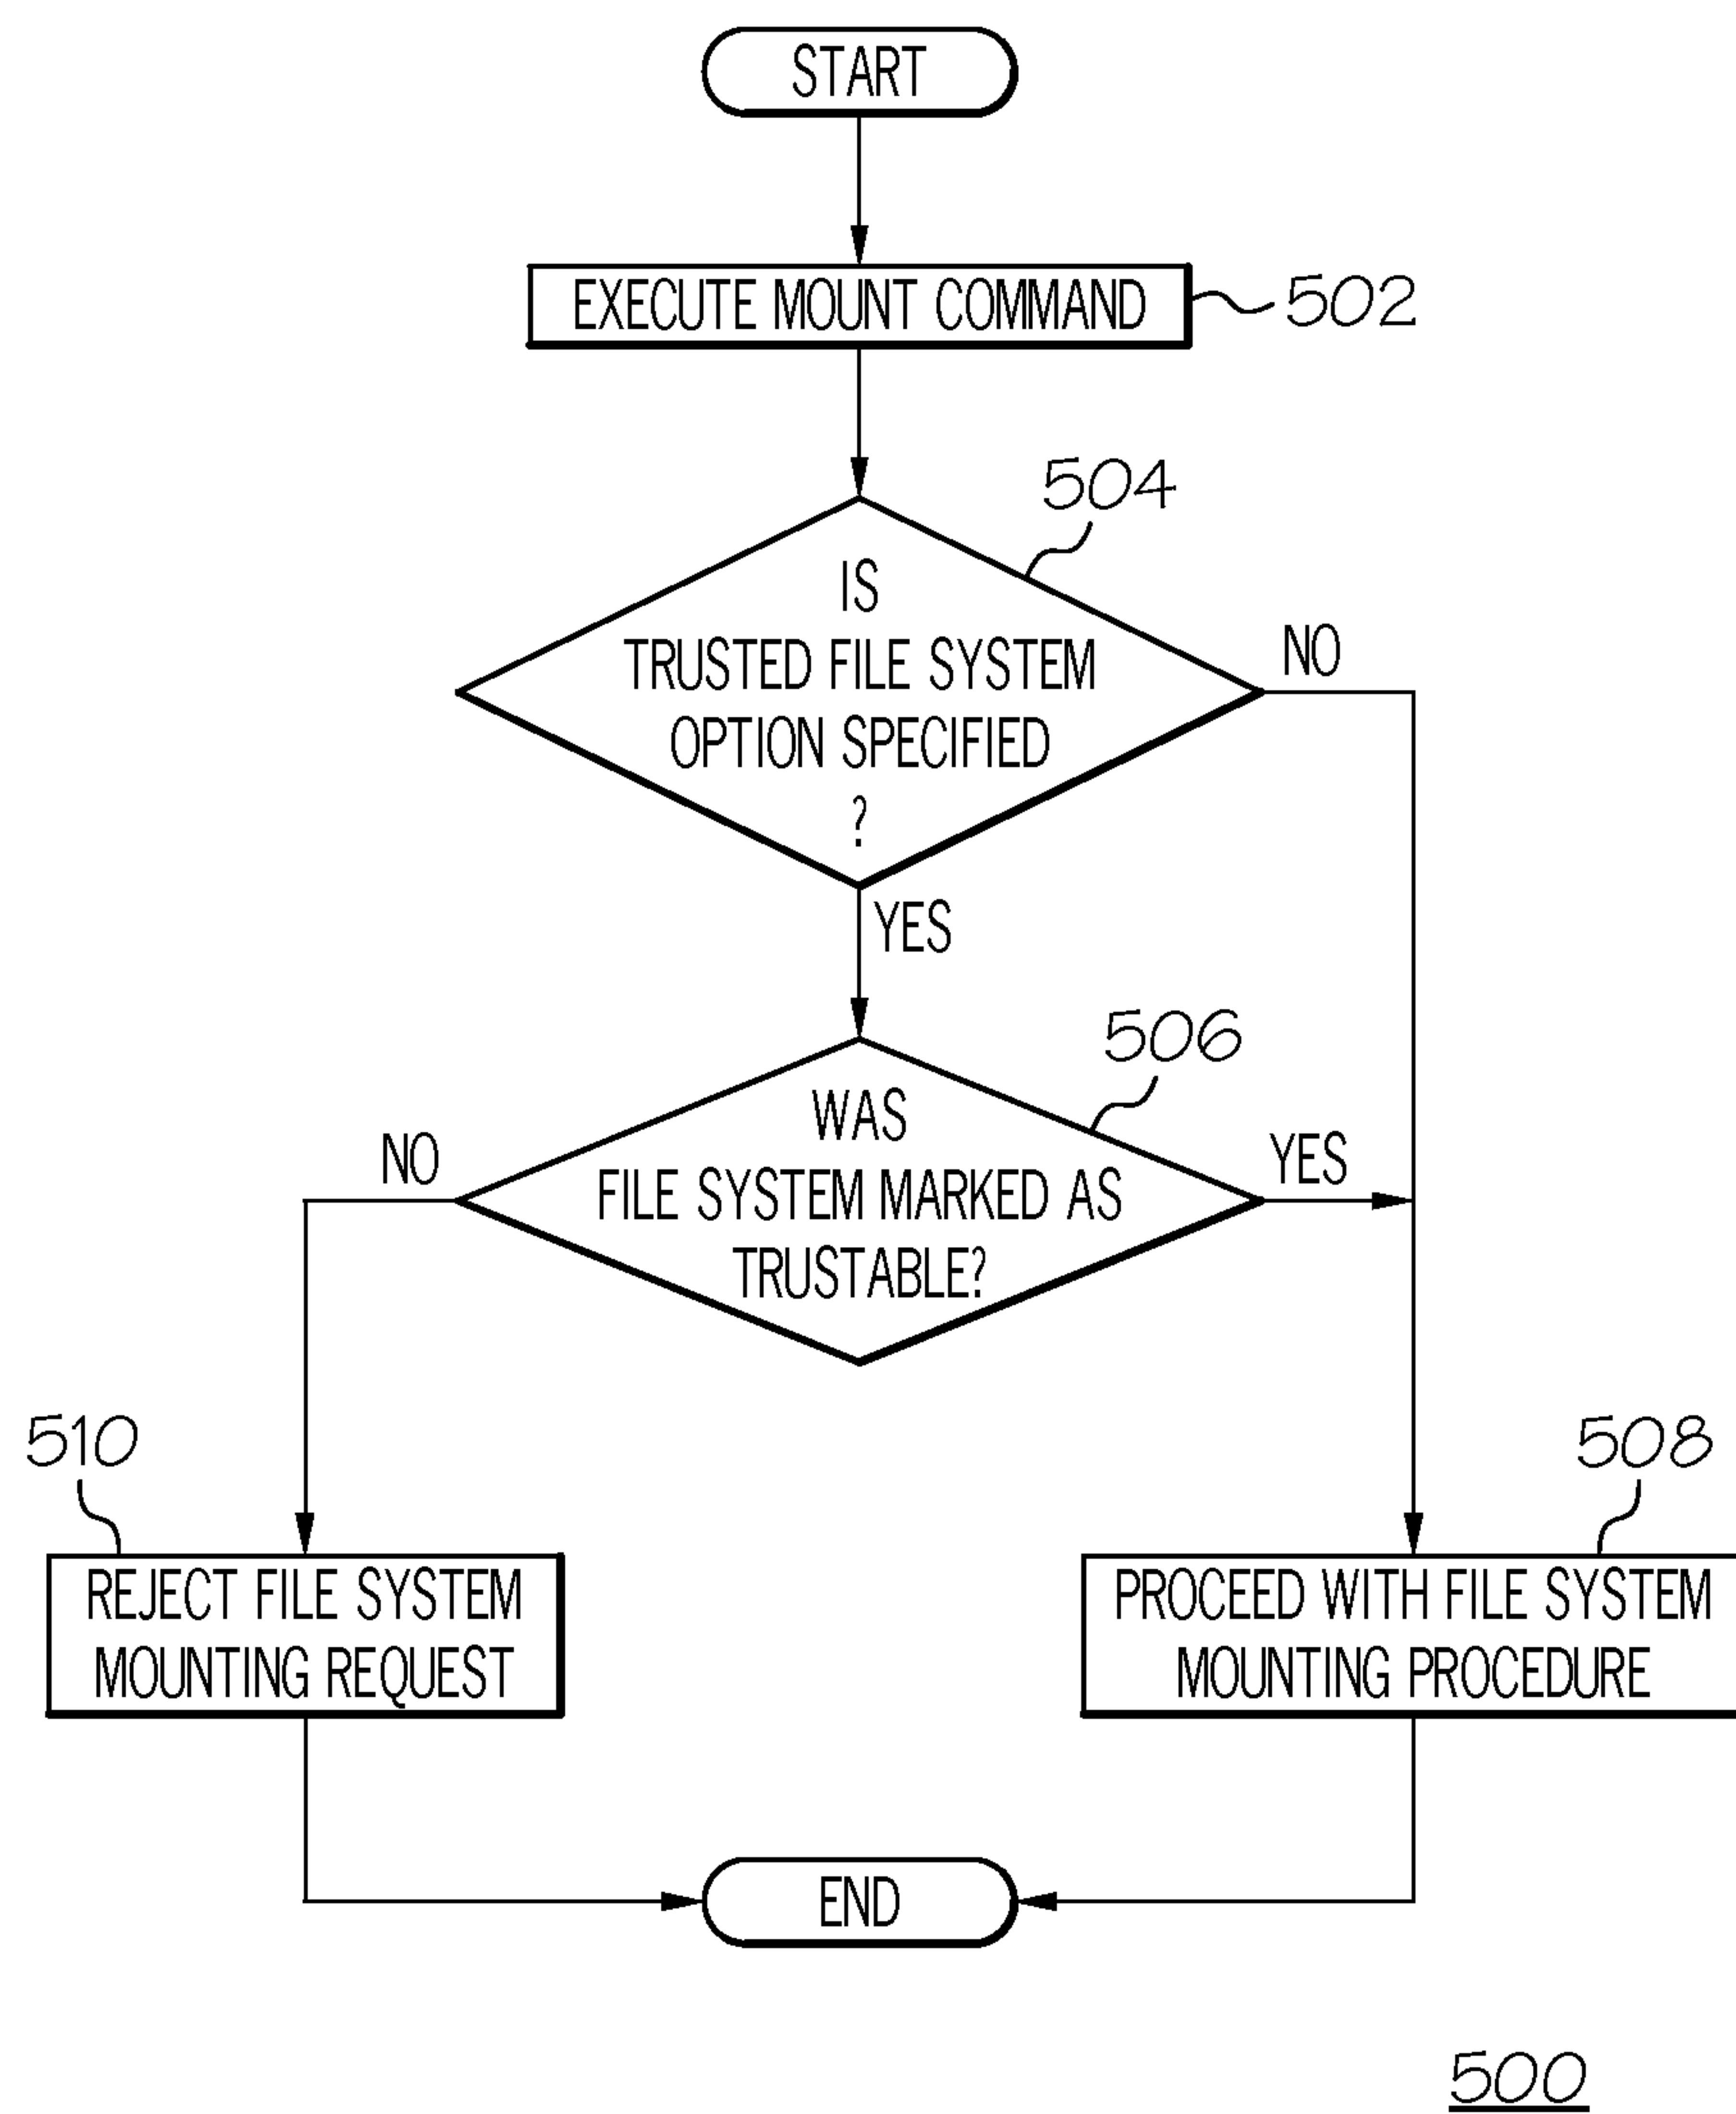 START
EXECUTE MOUNT COMMAND
502
504
IS
TRUSTED FILE SYSTEM
OPTION SPECIFIED
?
NO
YES
506
WAS
FILE SYSTEM MARKED AS
TRUSTABLE?
NO
YES
510
REJECT FILE SYSTEM
MOUNTING REQUEST
508
PROCEED WITH FILE SYSTEM
MOUNTING PROCEDURE
END
500